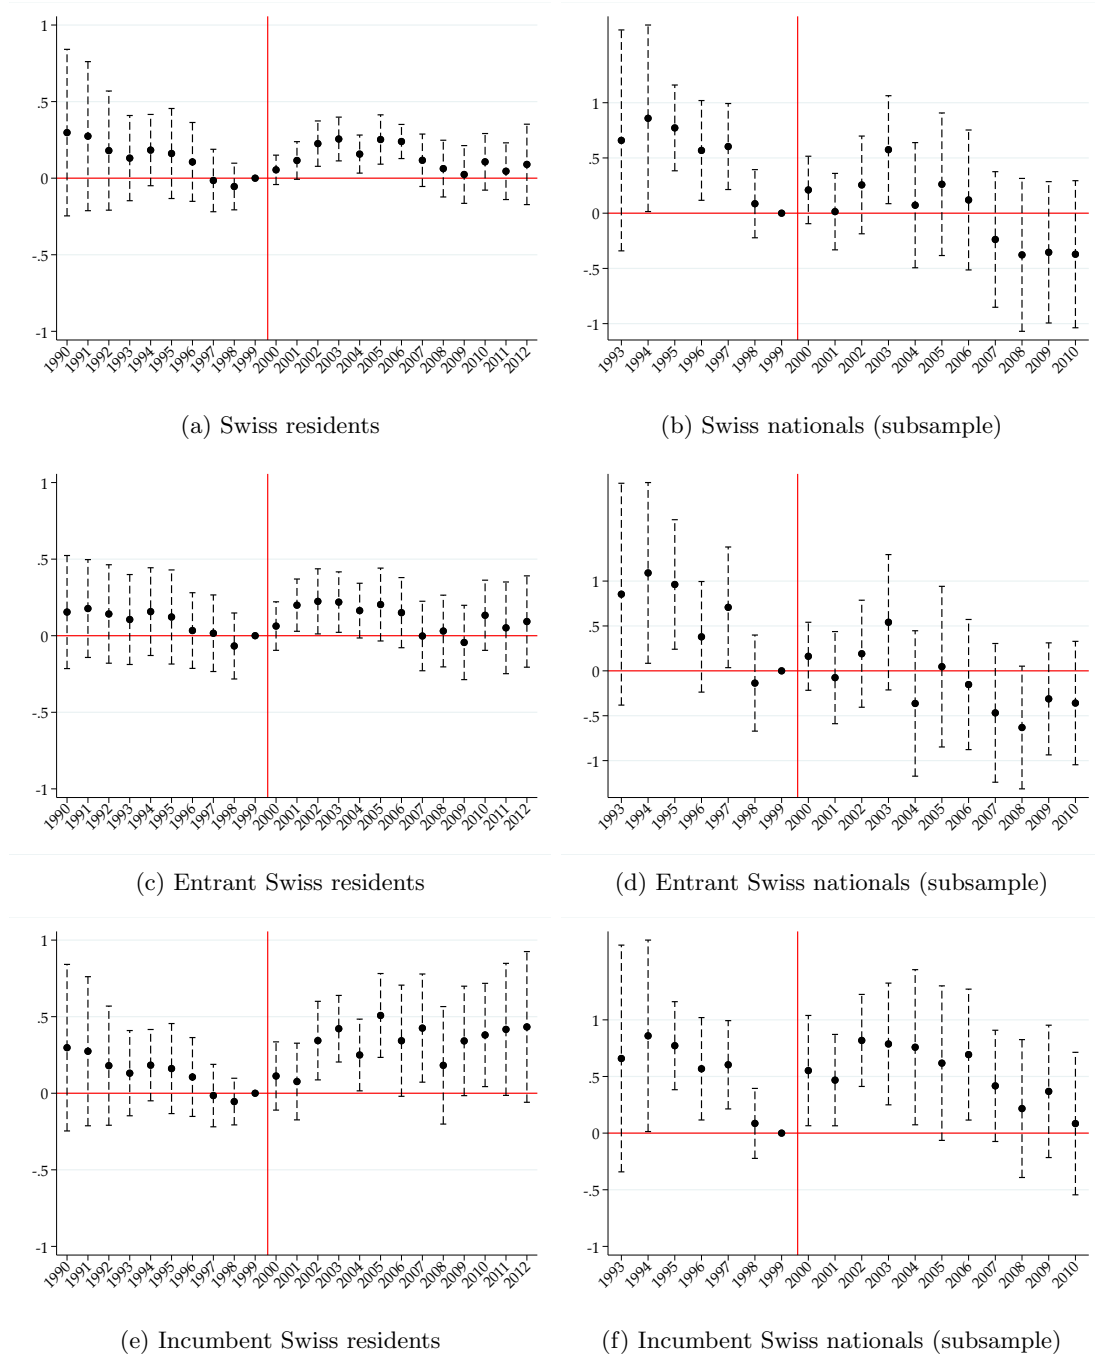 1
.5
0
-.5
-1
1990 1991 1992 1993 1994 1995 1996 1997 1998 1999 2000 2001 2002 2003 2004 2005 2006 2007 2008 2009 2010 2011 2012
(a) Swiss residents
1
.5
0
-.5
-1
1993 1994 1995 1996 1997 1998 1999 2000 2001 2002 2003 2004 2005 2006 2007 2008 2009 2010
(b) Swiss nationals (subsample)
1
.5
0
-.5
-1
1990 1991 1992 1993 1994 1995 1996 1997 1998 1999 2000 2001 2002 2003 2004 2005 2006 2007 2008 2009 2010 2011 2012
(c) Entrant Swiss residents
1
.5
0
-.5
-1
1993 1994 1995 1996 1997 1998 1999 2000 2001 2002 2003 2004 2005 2006 2007 2008 2009 2010
(d) Entrant Swiss nationals (subsample)
1
.5
0
-.5
-1
1990 1991 1992 1993 1994 1995 1996 1997 1998 1999 2000 2001 2002 2003 2004 2005 2006 2007 2008 2009 2010 2011 2012
(e) Incumbent Swiss residents
1
.5
0
-.5
-1
1993 1994 1995 1996 1997 1998 1999 2000 2001 2002 2003 2004 2005 2006 2007 2008 2009 2010
(f) Incumbent Swiss nationals (subsample)